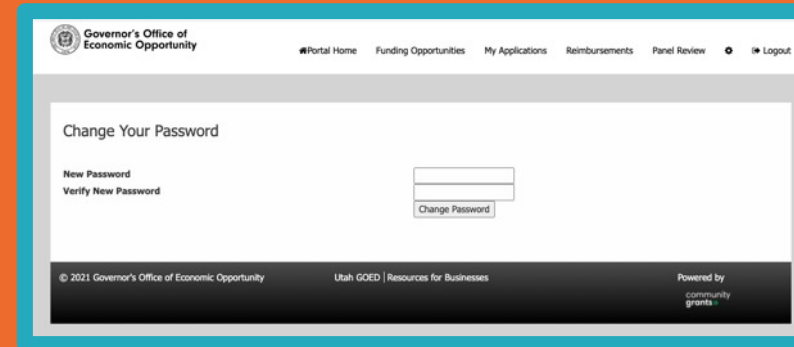 Governor's Office of
Economic Opportunity
Portal Home Funding Opportunities My Applications Reimbursements Panel Review Logout
Change Your Password
New Password
Verify New Password
Change Password
© 2021 Governor's Office of Economic Opportunity Utah GOED | Resources for Businesses Powered by
community
grants